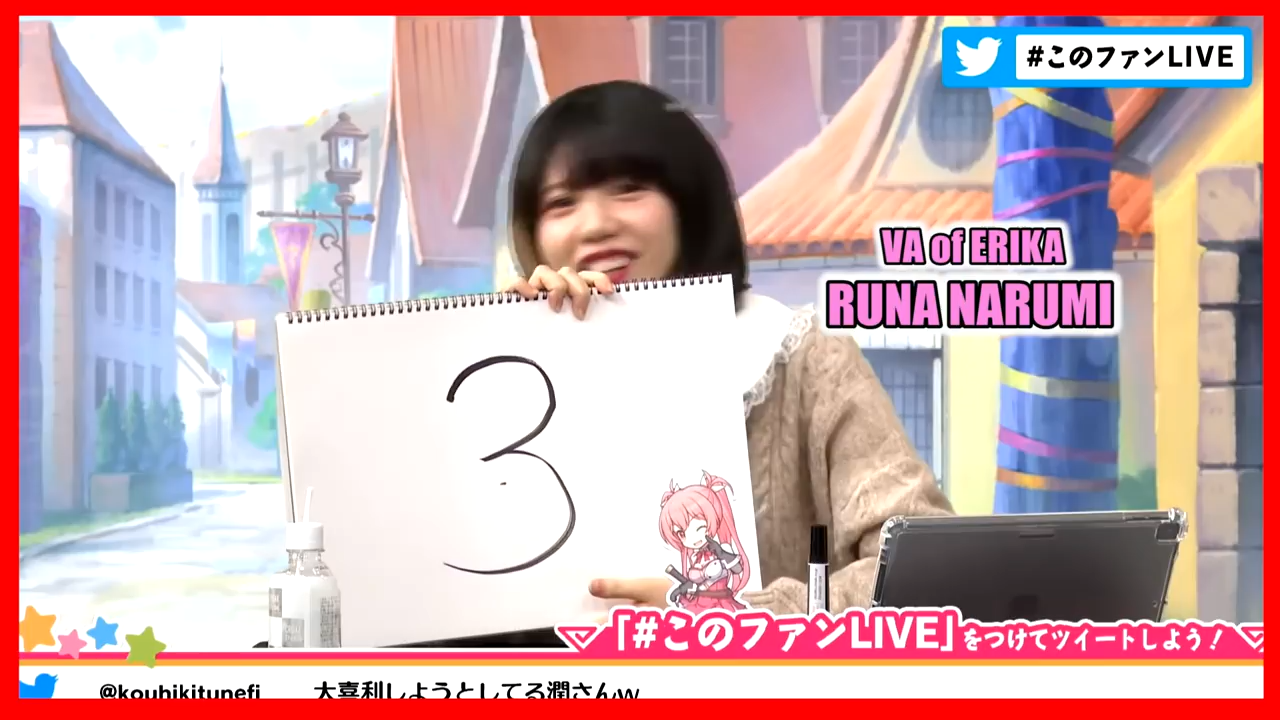 #このファンLIVE
VA of ERIKA
RUNA NARUMI
3
「#このファンLIVE」をつけてツイートしよう!
@kouhikitunefi 大喜利しようとしてる潤さんw